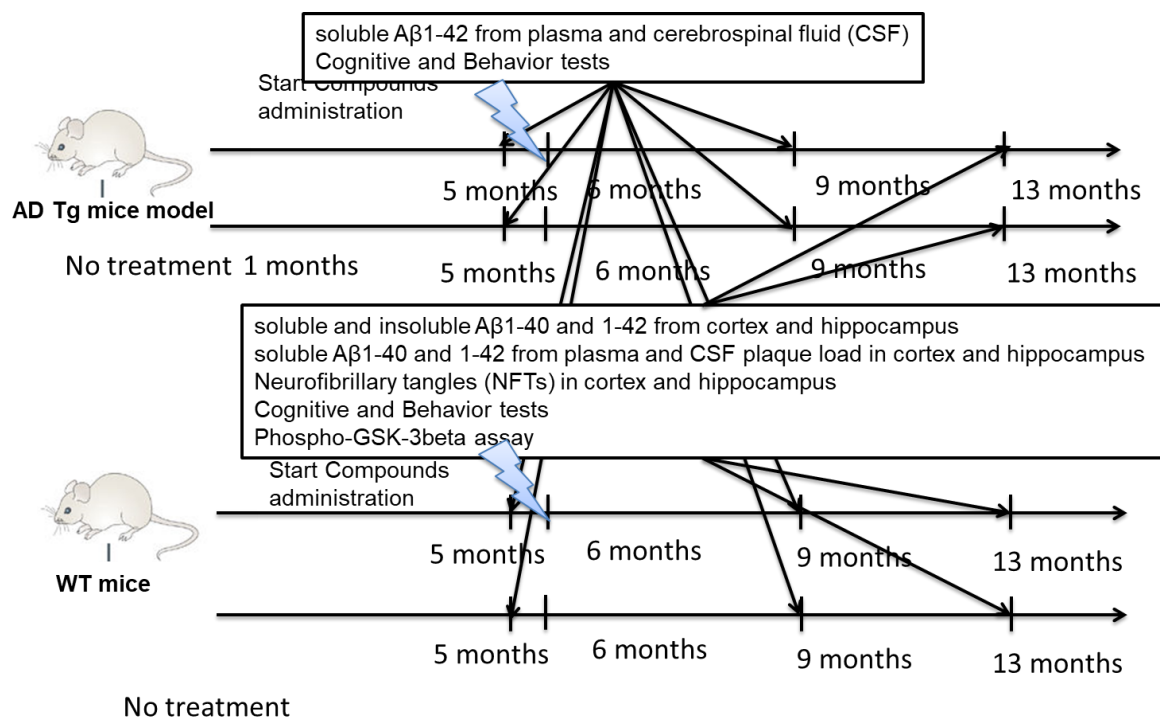 soluble Aβ1-42 from plasma and cerebrospinal fluid (CSF)
Cognitive and Behavior tests
Start Compounds
administration
5 months
6 months
9 months
13 months
AD Tg mice model
No treatment 1 months
5 months
6 months
9 months
13 months
soluble and insoluble Aβ1-40 and 1-42 from cortex and hippocampus
soluble Aβ1-40 and 1-42 from plasma and CSF plaque load in cortex and hippocampus
Neurofibrillary tangles (NFTs) in cortex and hippocampus
Cognitive and Behavior tests
Phospho-GSK-3beta assay
Start Compounds
administration
5 months
6 months
9 months
13 months
WT mice
5 months
6 months
9 months
13 months
No treatment